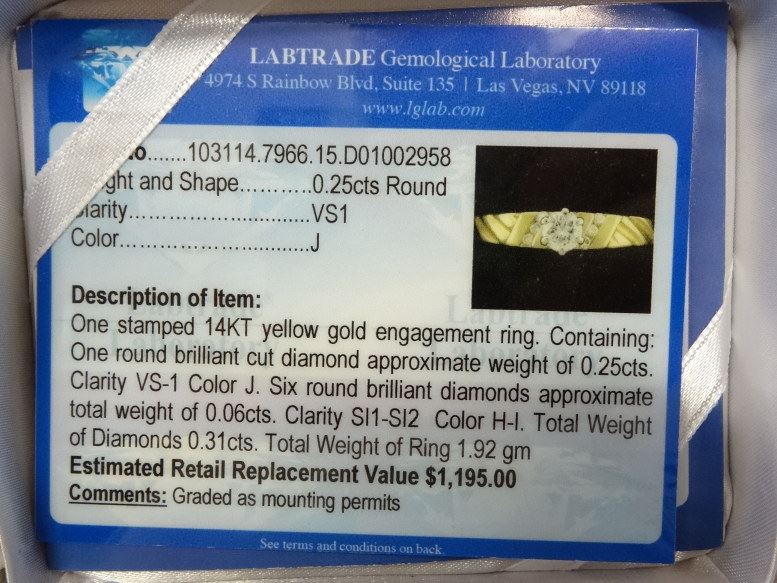 LABTRADE Gemological Laboratory
4974 S Rainbow Blvd, Suite 135 | Las Vegas, NV 89118
www.lglab.com
.......103114.7966.15.D01002958
ght and Shape...........0.25cts Round
larity..............................VS1
Color................................J
Description of Item:
One stamped 14KT yellow gold engagement ring. Containing:
One round brilliant cut diamond approximate weight of 0.25cts.
Clarity VS-1 Color J. Six round brilliant diamonds approximate
total weight of 0.06cts. Clarity SI1-SI2 Color H-I. Total Weight
of Diamonds 0.31cts. Total Weight of Ring 1.92 gm
Estimated Retail Replacement Value $1,195.00
Comments: Graded as mounting permits
See terms and conditions on back.